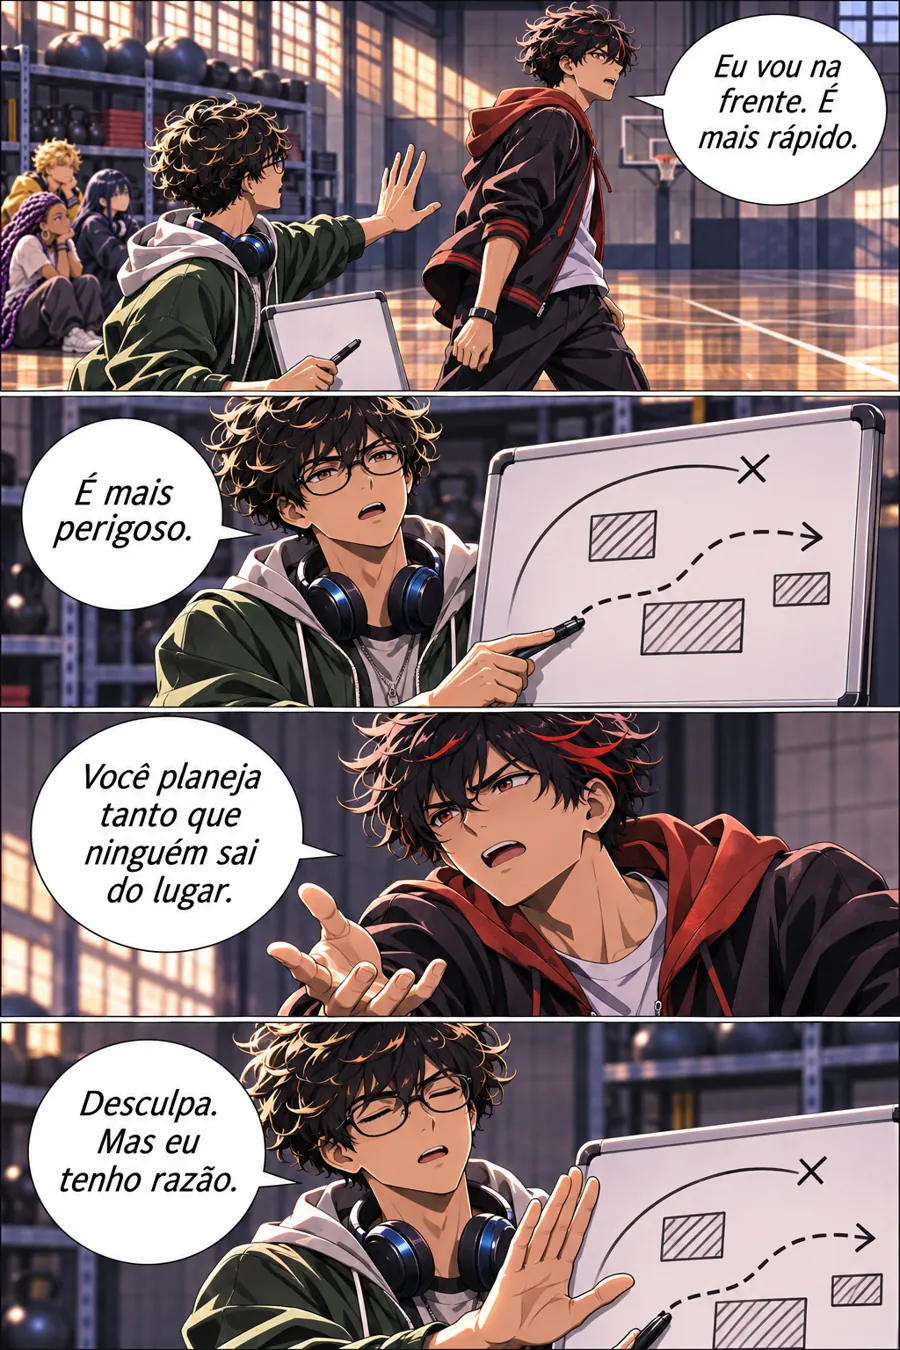 Eu vou na
frente. É
mais rápido.
É mais
perigoso.
Você planeja
tanto que
ninguém sai
do lugar.
Desculpa.
Mas eu
tenho razão.